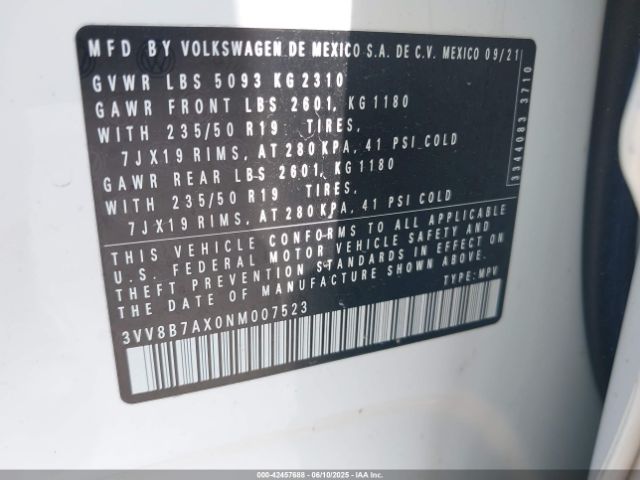 MFD BY VOLKSWAGEN DE MEXICO S.A. DE C.V. MEXICO 09/21
GVWR LBS 5093 KG 2310
GAWR FRONT LBS 2601, KG 1180
WITH 235/50 R19 TIRES,
7JX19 RIMS, AT 280 KPA, 41 PSI COLD
GAWR REAR LBS 2601, KG 1180
WITH 235/50 R19 TIRES,
7JX19 RIMS, AT 280 KPA, 41 PSI COLD
THIS VEHICLE CONFORMS TO ALL APPLICABLE
U.S. FEDERAL MOTOR VEHICLE SAFETY AND
THEFT PREVENTION STANDARDS IN EFFECT ON
THE DATE OF MANUFACTURE SHOWN ABOVE.
TYPE: MPV
3VV8B7AX0NM007523
3344083 3710
000-42457688 - 06/10/2025 - IAAI.COM